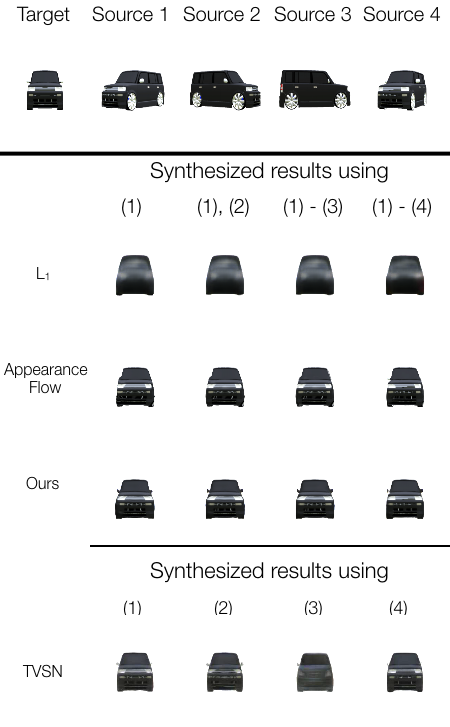 Target Source 1 Source 2 Source 3 Source 4
Synthesized results using
(1) (1), (2) (1) - (3) (1) - (4)
L₁
Appearance
Flow
Ours
Synthesized results using
(1) (2) (3) (4)
TVSN